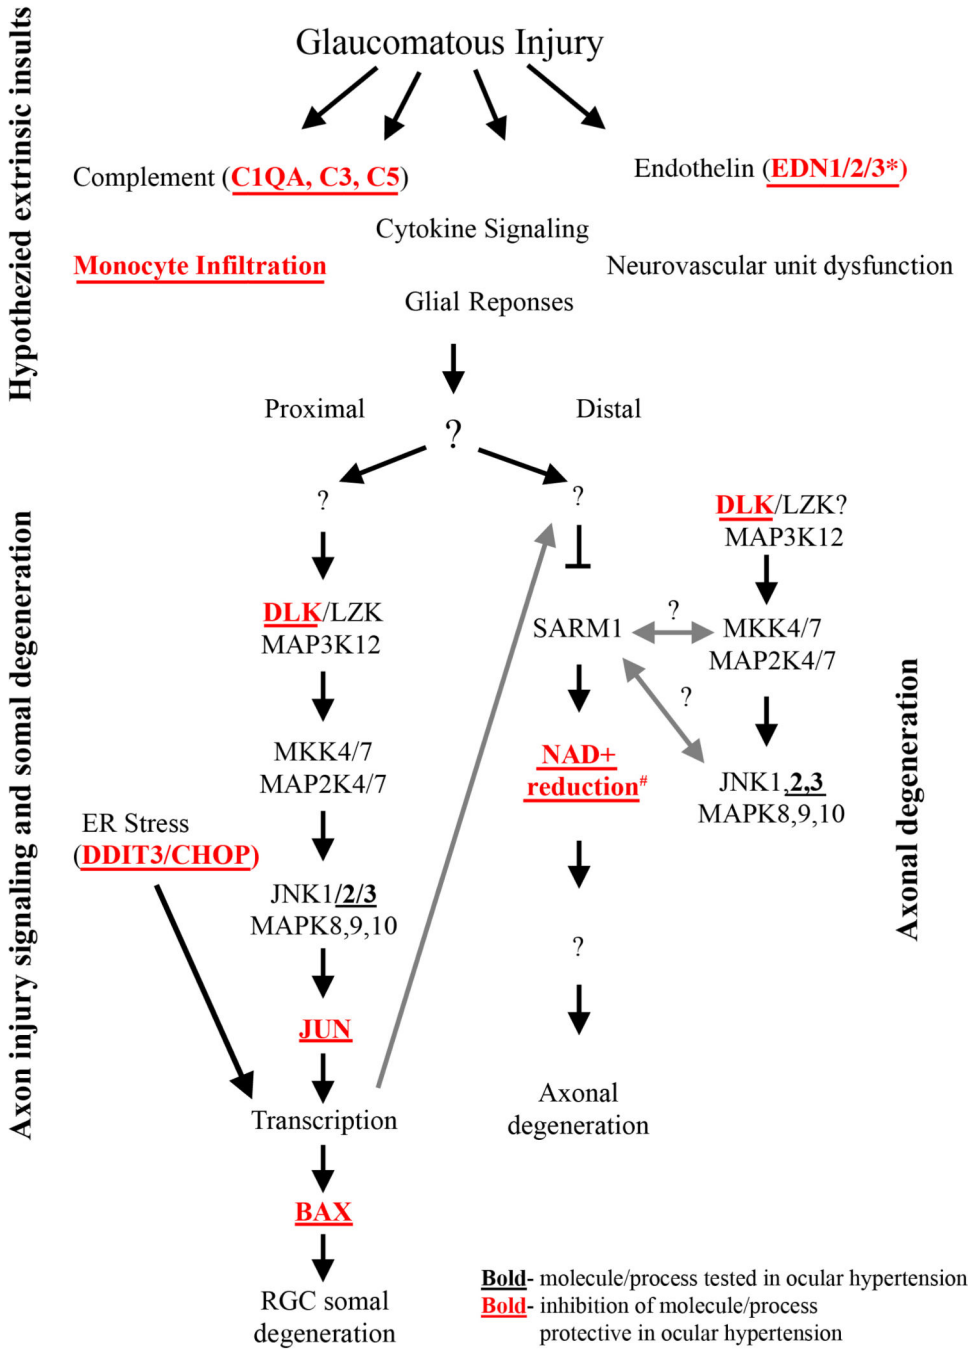 Glaucomatous Injury
Hypothezied extrinsic insults
Complement (C1QA, C3, C5)
Endothelin (EDN1/2/3*)
Cytokine Signaling
Monocyte Infiltration
Neurovascular unit dysfunction
Glial Reponses
Proximal
Distal
?
?
?
Axon injury signaling and somal degeneration
DLK/LZK
MAP3K12
MKK4/7
MAP2K4/7
ER Stress
(DDIT3/CHOP)
JNK1/2/3
MAPK8,9,10
JUN
Transcription
BAX
RGC somal
degeneration
SARM1
NAD+
reduction#
?
Axonal
degeneration
DLK/LZK?
MAP3K12
?
MKK4/7
MAP2K4/7
?
JNK1,2,3
MAPK8,9,10
Axonal degeneration
Bold- molecule/process tested in ocular hypertension
Bold- inhibition of molecule/process
protective in ocular hypertension